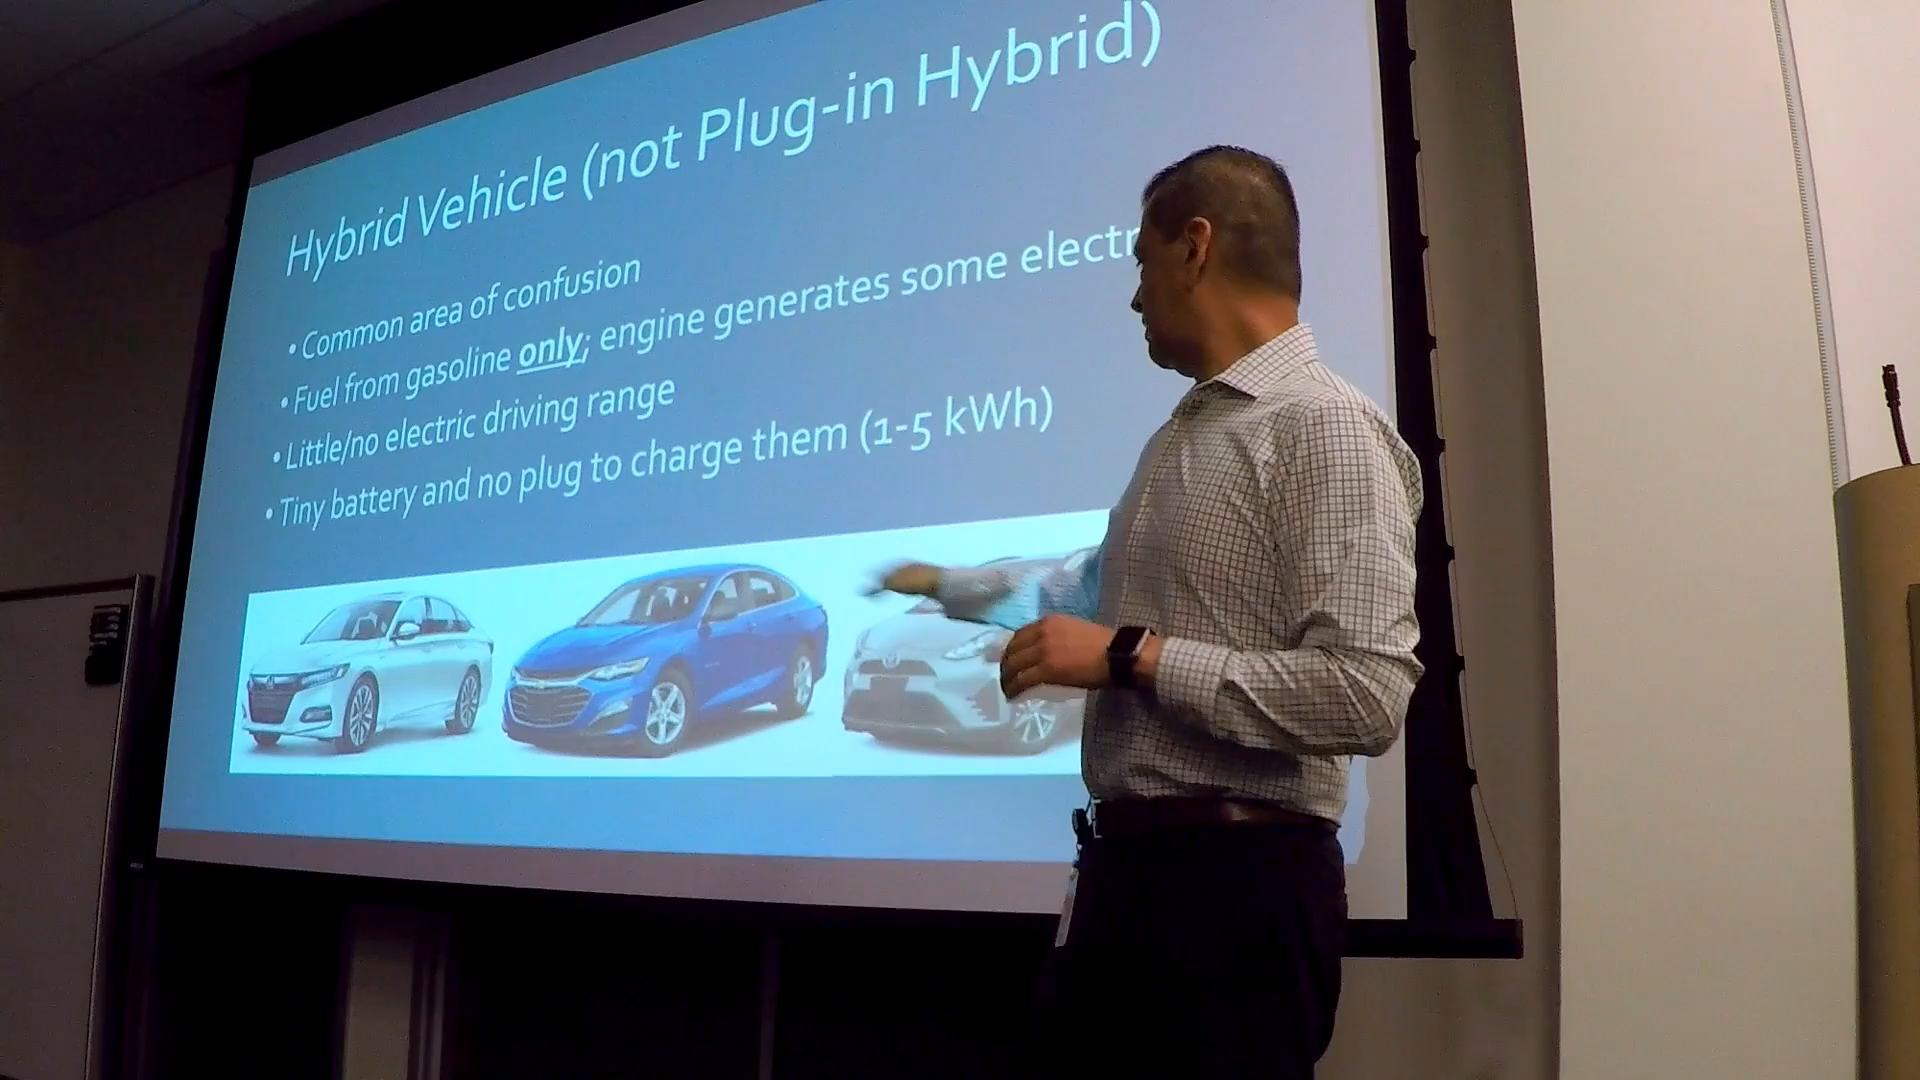 Hybrid Vehicle (not Plug-in Hybrid)
• Common area of confusion
• Fuel from gasoline only; engine generates some electr
• Little/no electric driving range
• Tiny battery and no plug to charge them (1-5 kWh)